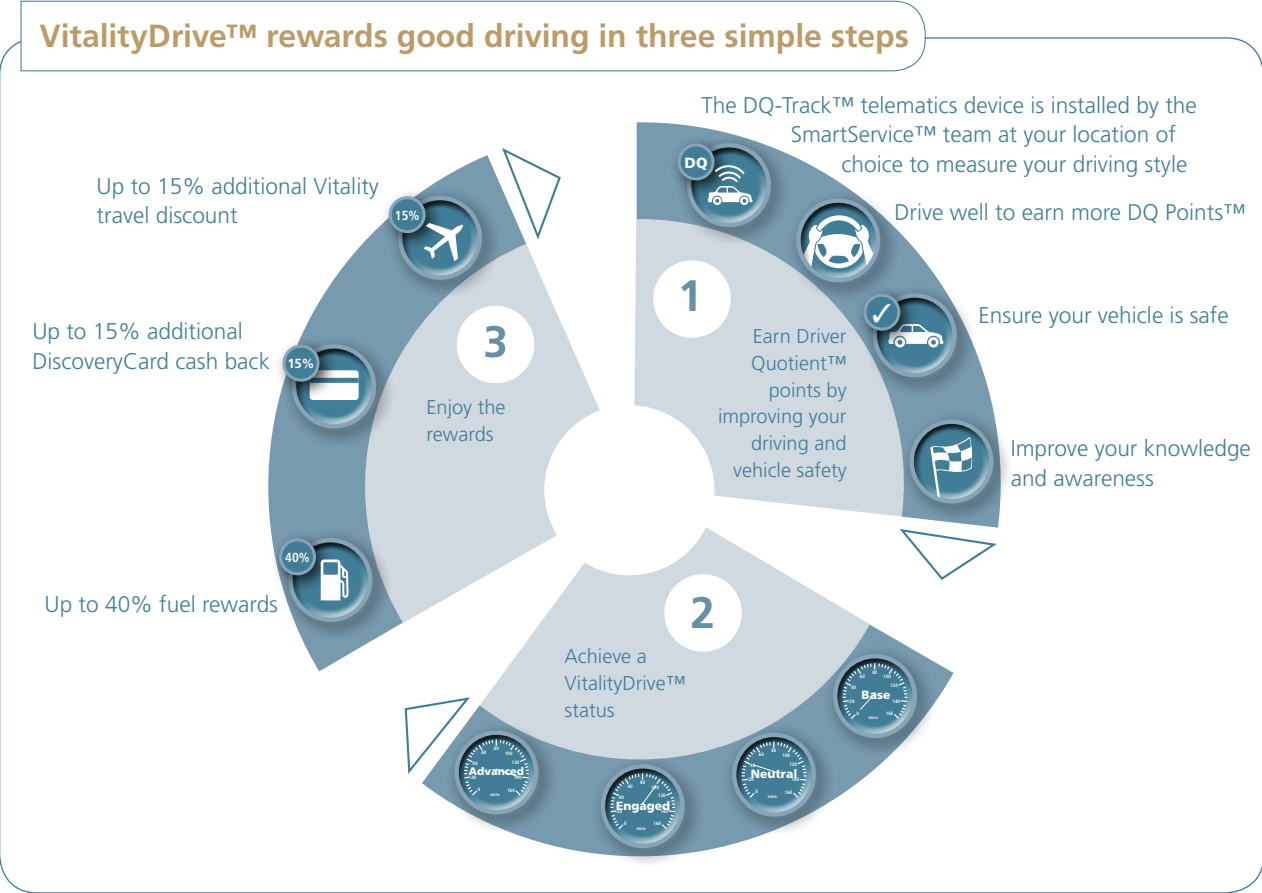 VitalityDrive™ rewards good driving in three simple steps
The DQ-Track™ telematics device is installed by the
SmartService™ team at your location of
choice to measure your driving style
DQ
Drive well to earn more DQ Points™
✓
Ensure your vehicle is safe
Improve your knowledge
and awareness
1
Earn Driver
Quotient™
points by
improving your
driving and
vehicle safety
2
Achieve a
VitalityDrive™
status
Base
Neutral
Engaged
Advanced
3
Enjoy the
rewards
Up to 40% fuel rewards
40%
Up to 15% additional
DiscoveryCard cash back
15%
Up to 15% additional Vitality
travel discount
15%